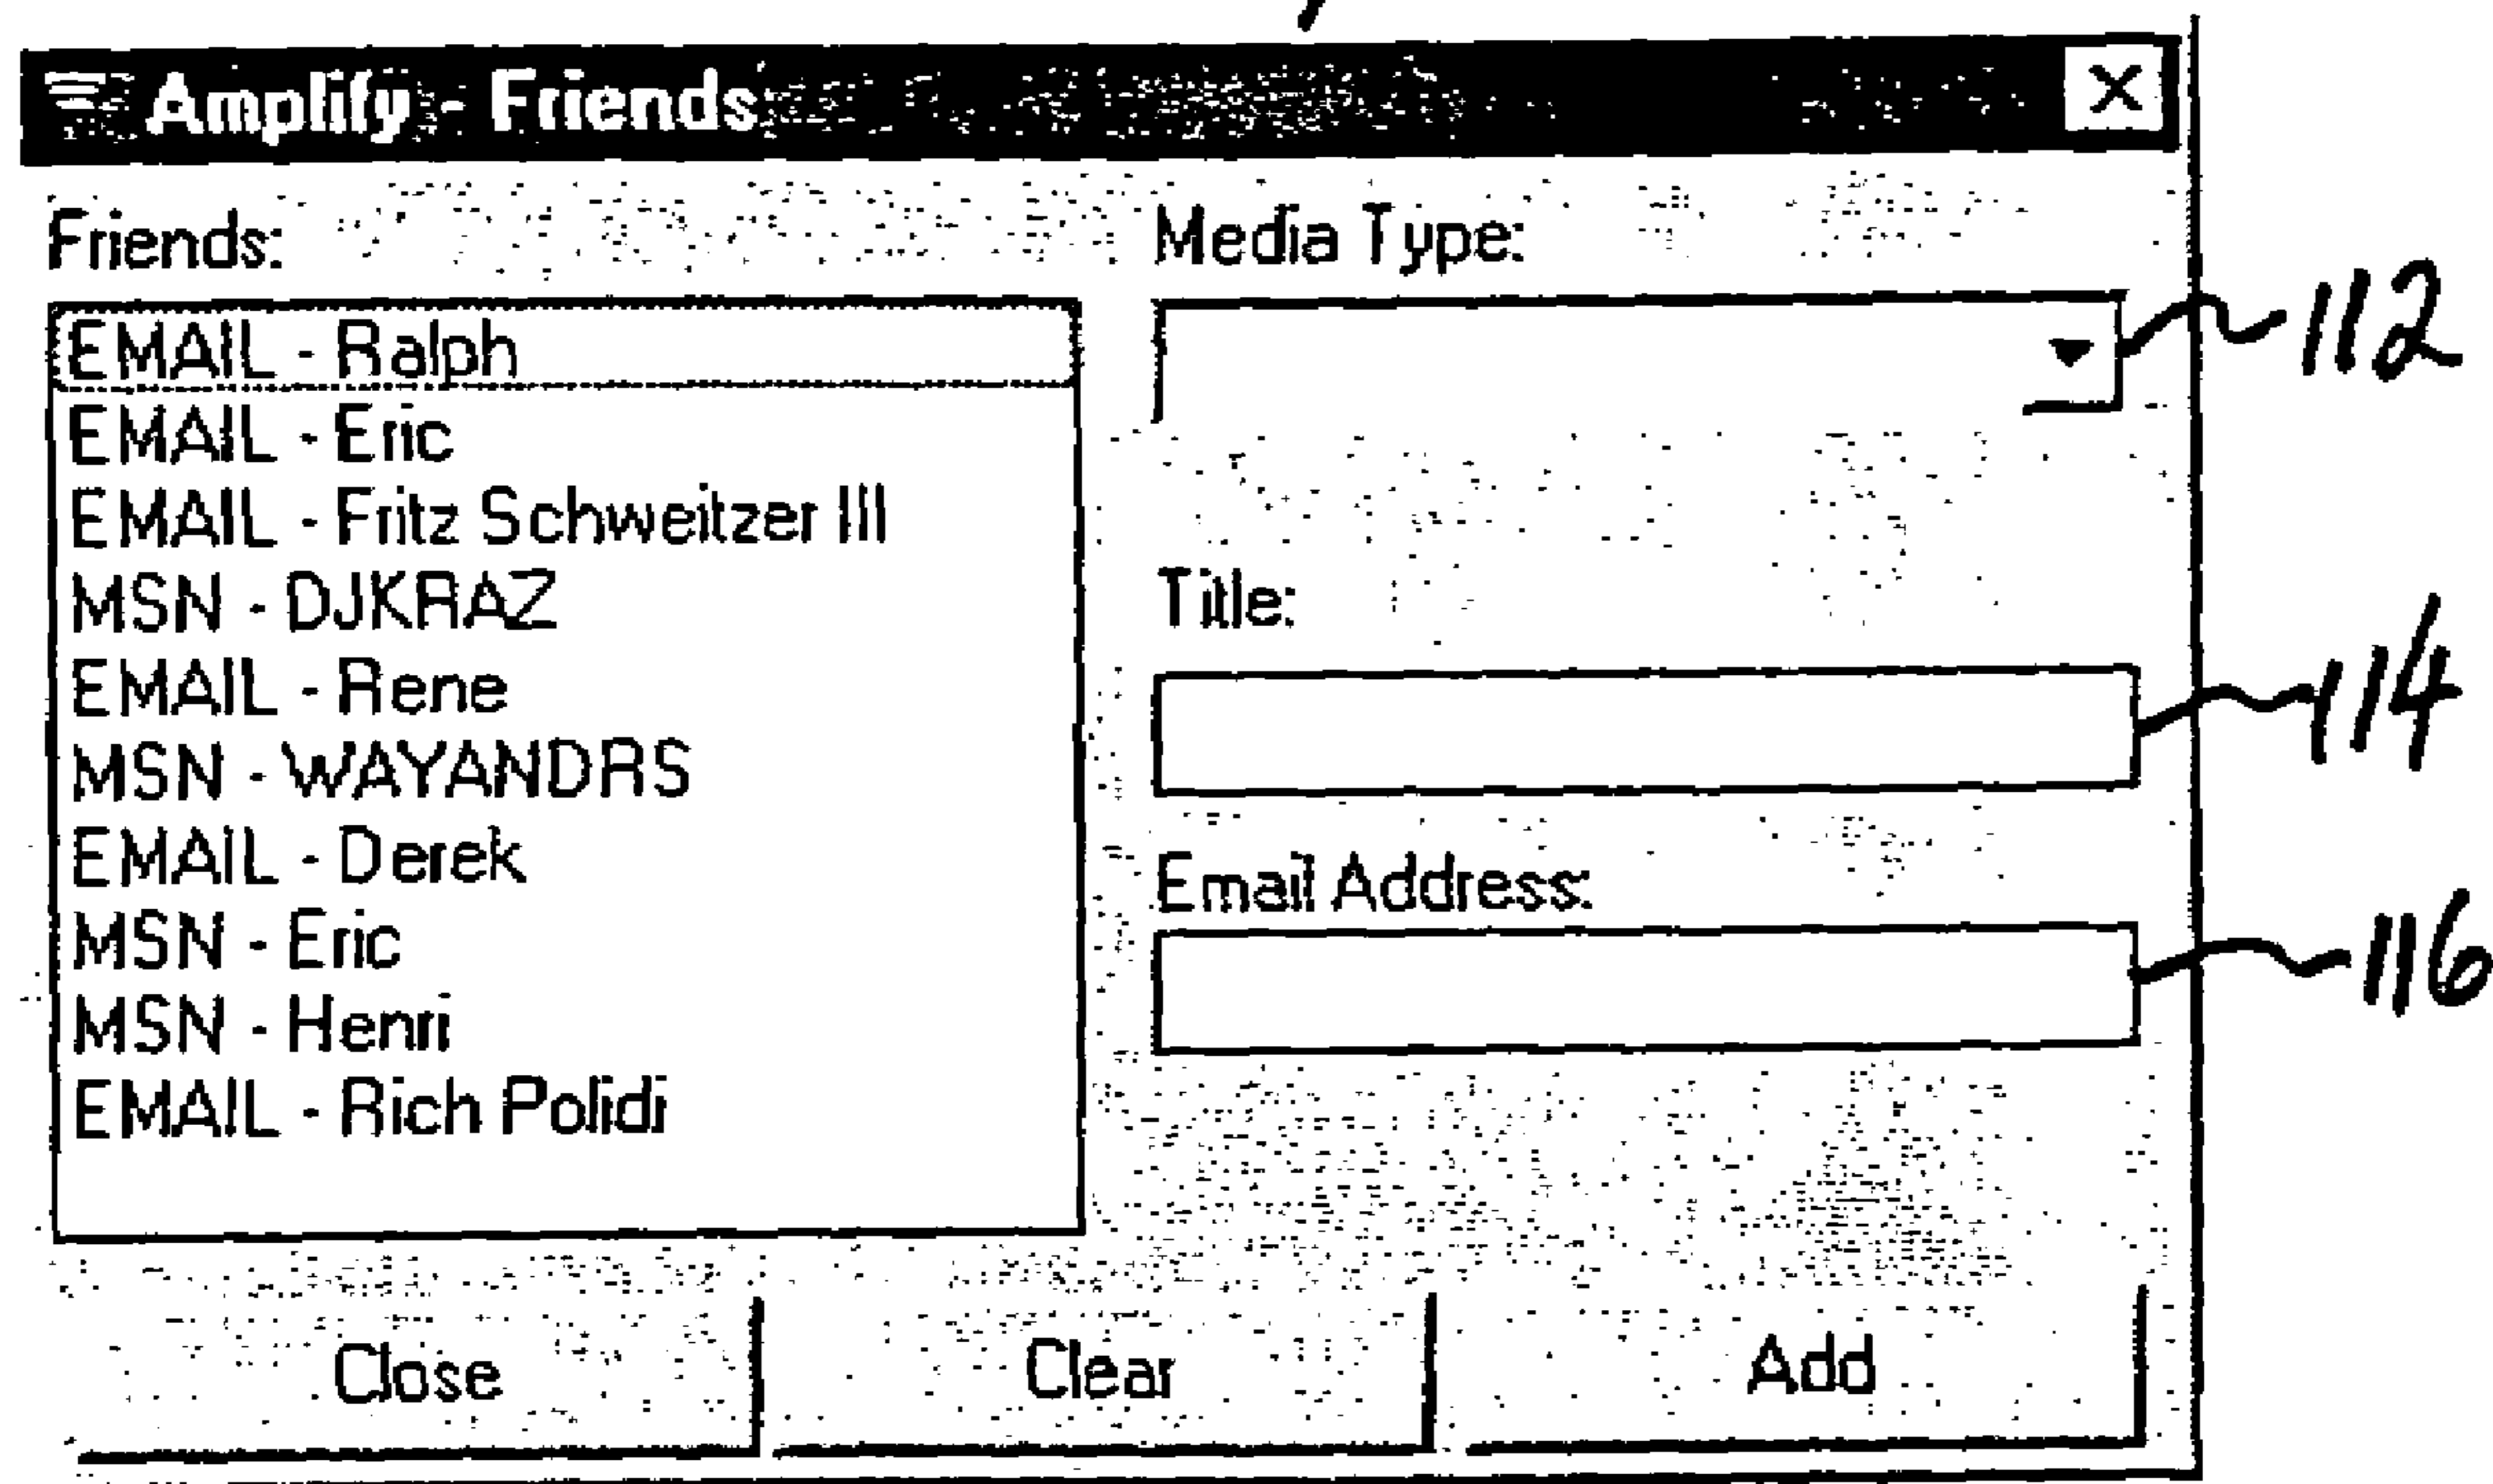 Amplify - Friends
Friends:
EMAIL - Ralph
EMAIL - Eric
EMAIL - Fritz Schweitzer III
MSN - DJKRAZ
EMAIL - Rene
MSN - WAYANDRS
EMAIL - Derek
MSN - Eric
MSN - Henri
EMAIL - Rich Polidi
Media Type:
112
Title:
114
Email Address:
116
Close
Clear
Add